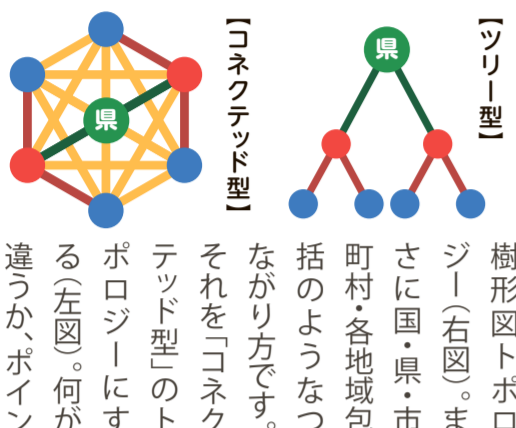 【ツリー型】
県
【コネクテッド型】
県
樹形図トポロ
ジー(右図)。ま
さに国・県・市
町村・各地域包
括のようなつ
ながり方です。
それを「コネク
テッド型」のト
ポロジーにす
る(左図)。何が
違うか、ポイン